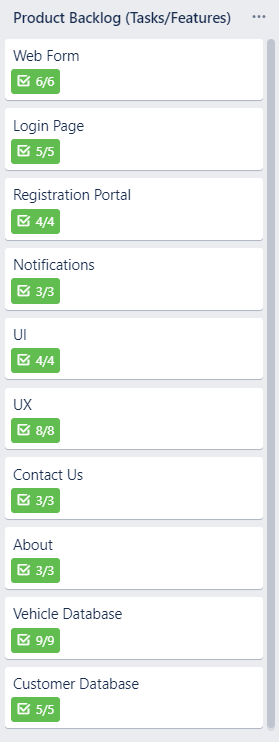 Product Backlog (Tasks/Features)
Web Form
6/6
Login Page
5/5
Registration Portal
4/4
Notifications
3/3
UI
4/4
UX
8/8
Contact Us
3/3
About
3/3
Vehicle Database
9/9
Customer Database
5/5